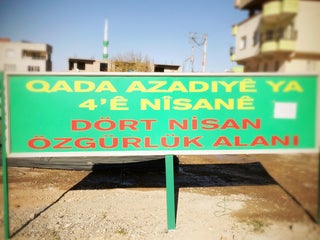 QADA AZADIYÊ YA
4'Ê NÎSANÊ
DÖRT NİSAN
ÖZGÜRLÜK ALANI